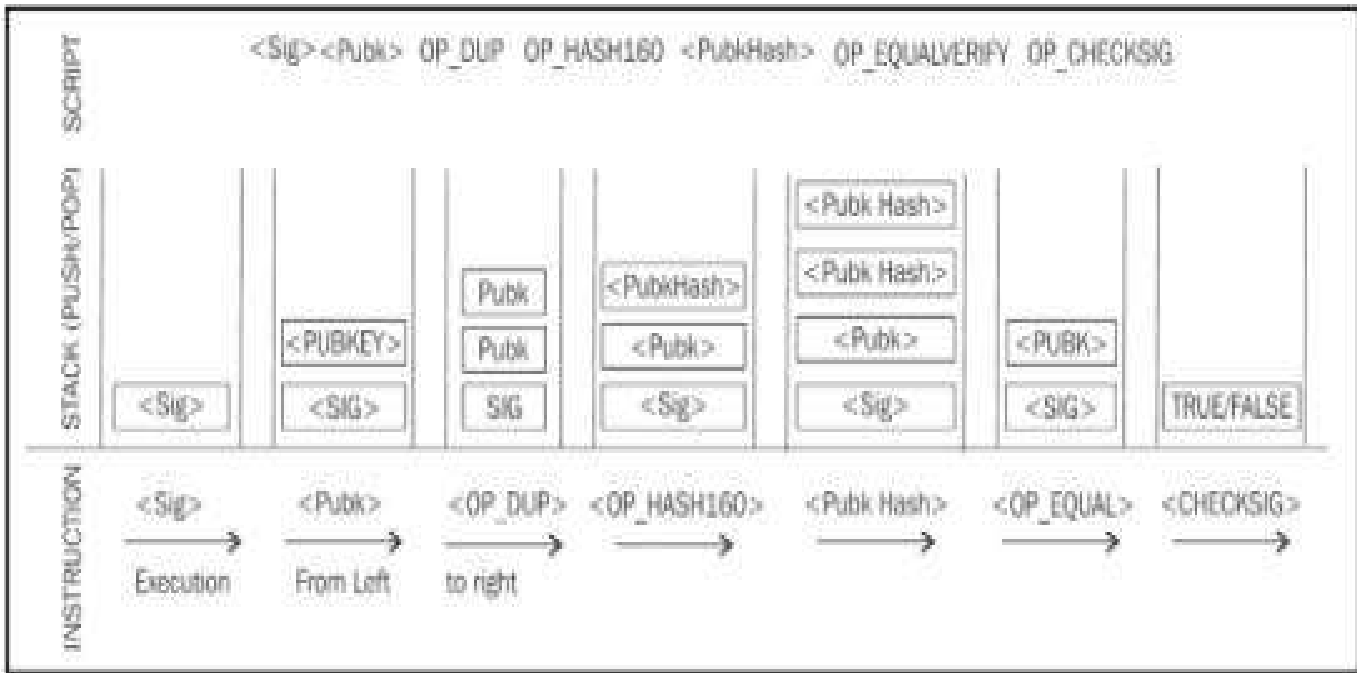 SCRIPT
<Sig> <Pubk> OP_DUP OP_HASH160 <PubkHash> OP_EQUALVERIFY OP_CHECKSIG
STACK (PUSH/POP)
<Pubk Hash>
Pubk <PubkHash> <Pubk Hash>
<PUBKEY> Pubk <Pubk> <Pubk> <PUBK>
<Sig> <SIG> SIG <Sig> <Sig> <SIG> TRUE/FALSE
INSTRUCTION
<Sig> <Pubk> <OP_DUP> <OP_HASH160> <Pubk Hash> <OP_EQUAL> <CHECKSIG>
Execution From Left to right